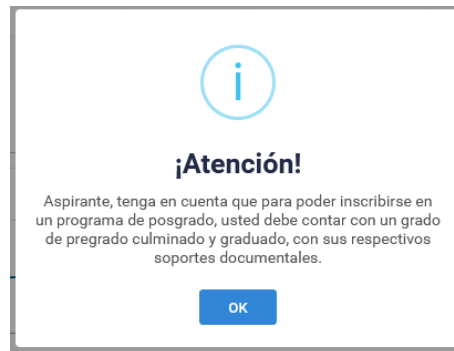 ¡Atención!
Aspirante, tenga en cuenta que para poder inscribirse en
un programa de posgrado, usted debe contar con un grado
de pregrado culminado y graduado, con sus respectivos
soportes documentales.
OK